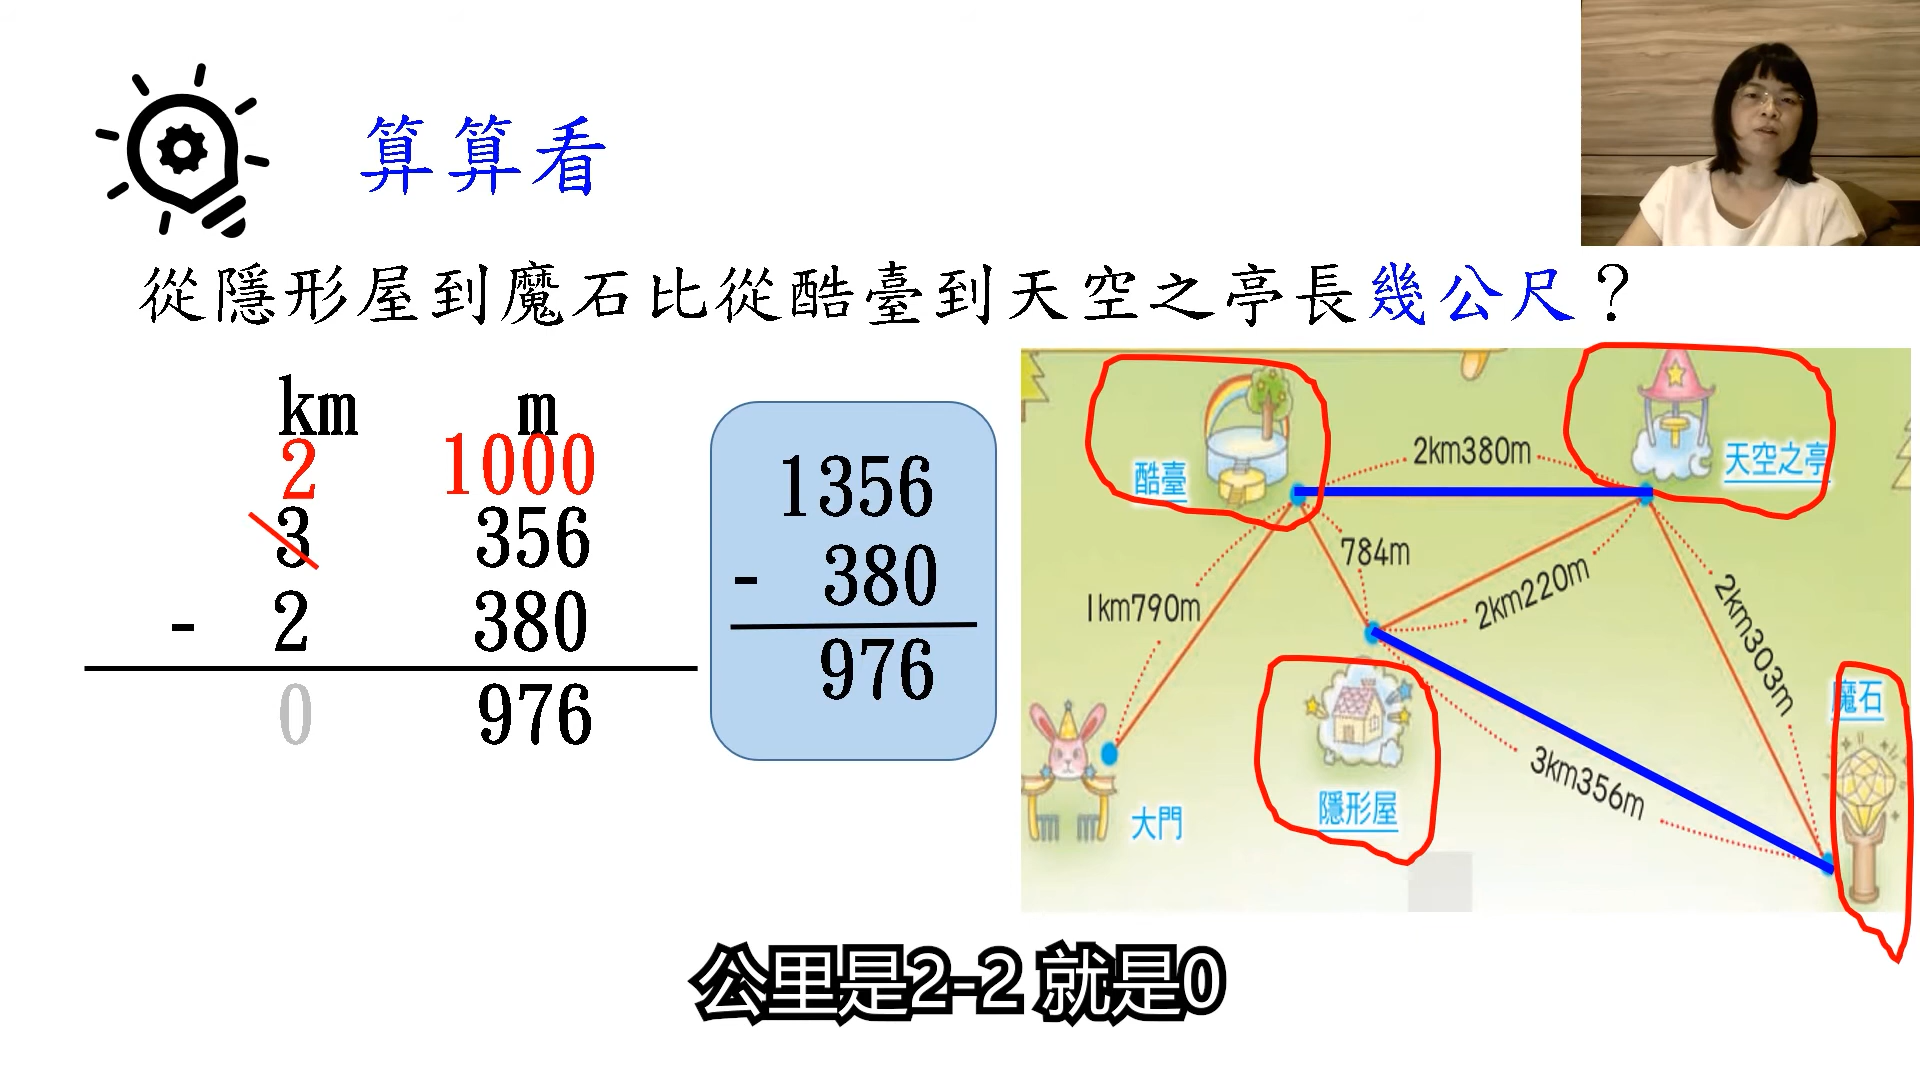 算算看
從隱形屋到魔石比從酷臺到天空之亭長幾公尺？
km m
2 1000
3 356
- 2 380
0 976
1356
- 380
976
酷臺
2km380m
天空之亭
784m
1km790m
2km220m
2km303m
魔石
3km356m
隱形屋
大門
公里是2-2 就是0